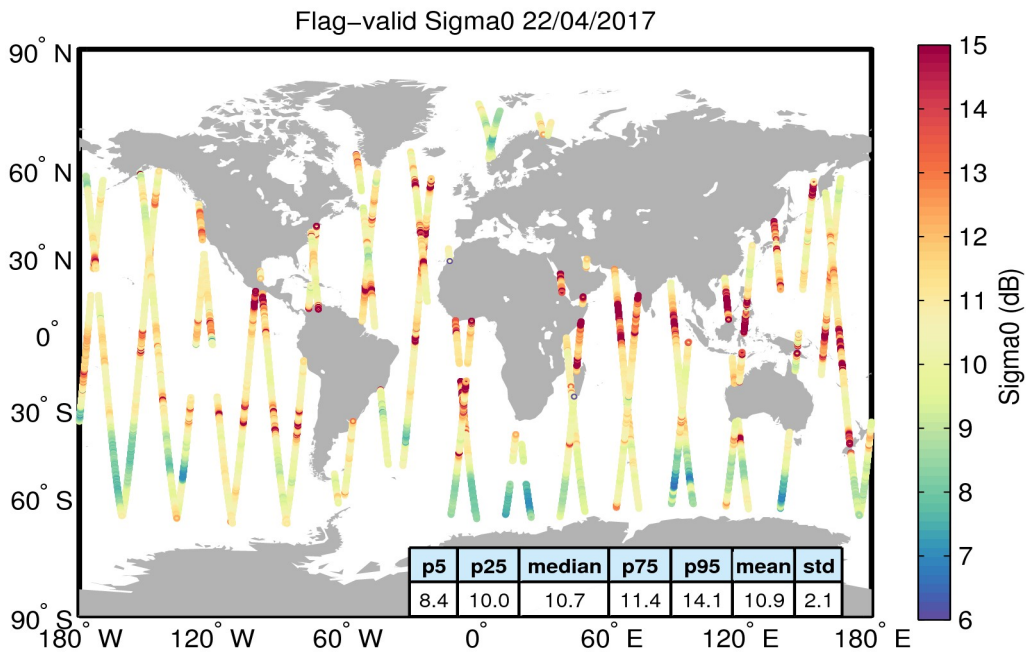 Flag−valid Sigma0 22/04/2017
90° N
60° N
30° N
0°
30° S
60° S
90° S
180° W
120° W
60° W
0°
60° E
120° E
180° E
p5 p25 median p75 p95 mean std
8.4 10.0 10.7 11.4 14.1 10.9 2.1
15
14
13
12
11
10
9
8
7
6
Sigma0 (dB)